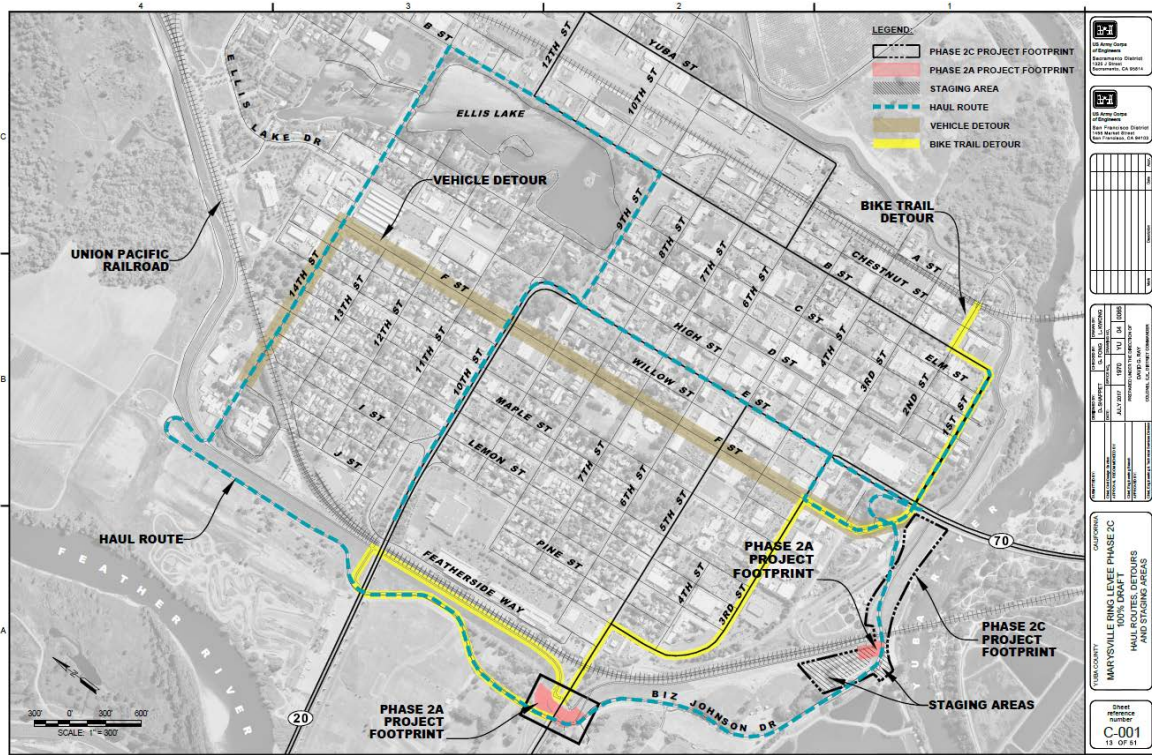 4
3
2
1
C
B
A
LEGEND:
PHASE 2C PROJECT FOOTPRINT
PHASE 2A PROJECT FOOTPRINT
STAGING AREA
HAUL ROUTE
VEHICLE DETOUR
BIKE TRAIL DETOUR
B ST
12TH ST
YUBA ST
10TH ST
ELLIS LAKE
ELLIS LAKE DR
VEHICLE DETOUR
UNION PACIFIC
RAILROAD
BIKE TRAIL
DETOUR
9TH ST
8TH ST
7TH ST
6TH ST
A ST
CHESTNUT ST
B ST
C ST
D ST
4TH ST
3RD ST
2ND ST
ELM ST
1ST ST
14TH ST
13TH ST
12TH ST
11TH ST
10TH ST
F ST
HIGH ST
WILLOW ST
E ST
MAPLE ST
LEMON ST
I ST
J ST
7TH ST
6TH ST
5TH ST
F ST
PINE ST
4TH ST
3RD ST
HAUL ROUTE
FEATHERSIDE WAY
PHASE 2A
PROJECT
FOOTPRINT
70
PHASE 2C
PROJECT
FOOTPRINT
STAGING AREAS
BIZ JOHNSON DR
PHASE 2A
PROJECT
FOOTPRINT
20
FEATHER RIVER
300' 0' 300' 600'
SCALE: 1" = 300'
US Army Corps
of Engineers
Sacramento District
1325 J Street
Sacramento, CA 95814
US Army Corps
of Engineers
San Francisco District
YUBA COUNTY CALIFORNIA
MARYSVILLE RING LEVEE PHASE 2C
100% DRAFT
HAUL ROUTES, DETOURS
AND STAGING AREAS
Sheet
reference
number
C-001
13 OF 51